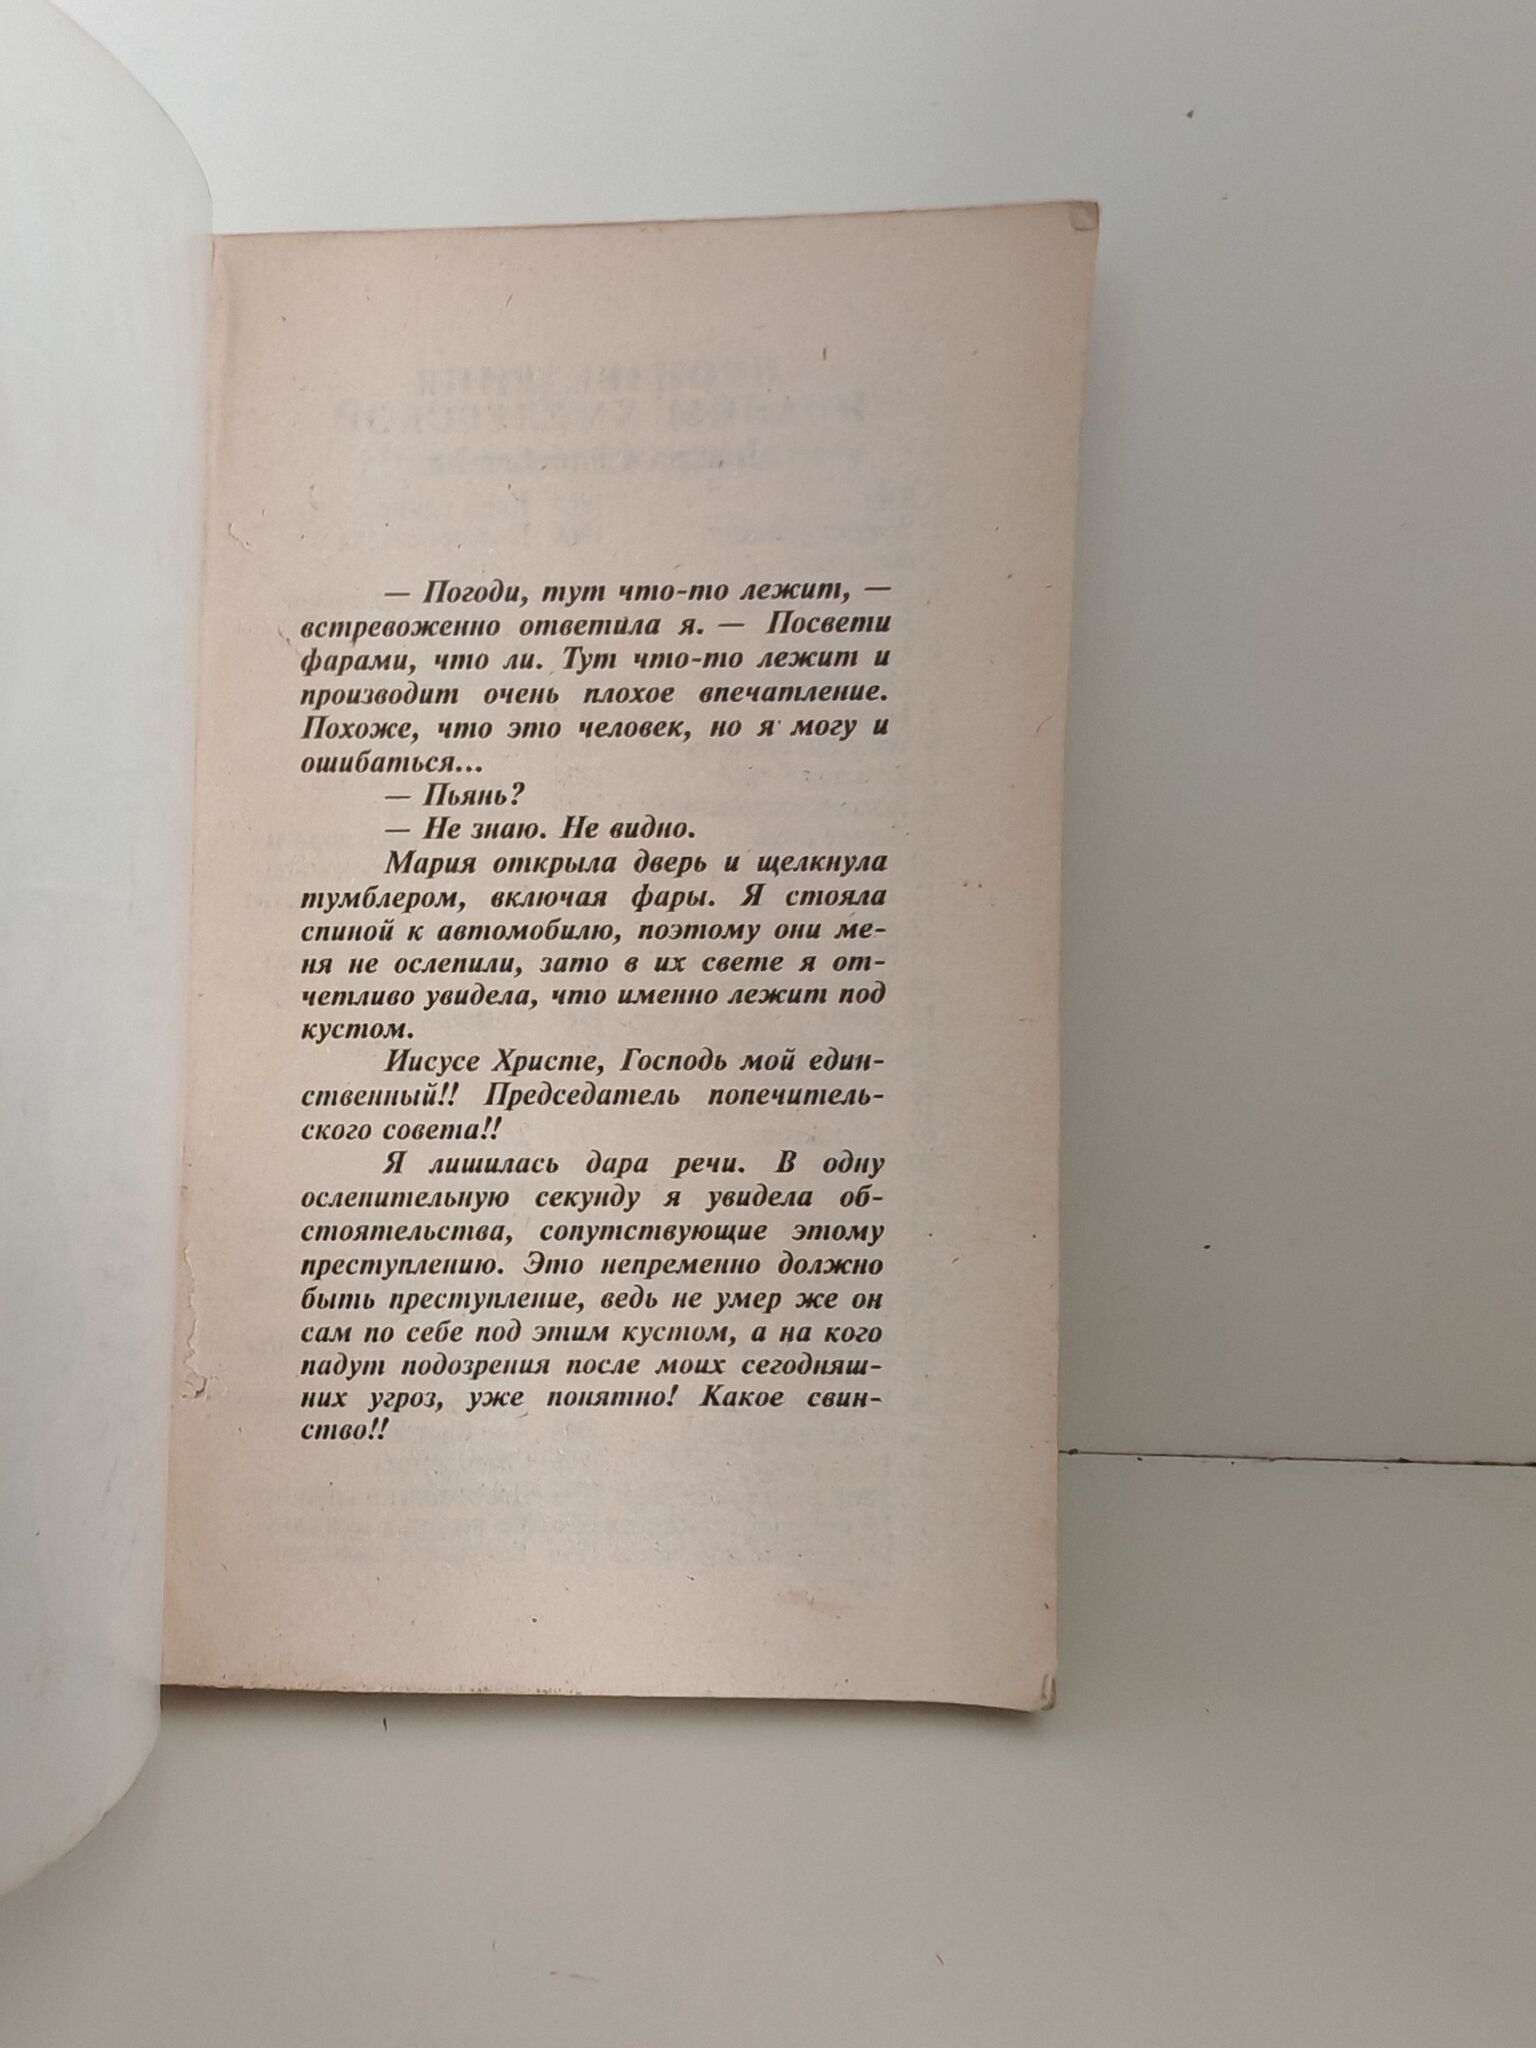 — Погоди, тут что-то лежит, —
встревоженно ответила я. — Посвети
фарами, что ли. Тут что-то лежит и
производит очень плохое впечатление.
Похоже, что это человек, но я могу и
ошибаться...
— Пьянь?
— Не знаю. Не видно.
Мария открыла дверь и щелкнула
тумблером, включая фары. Я стояла
спиной к автомобилю, поэтому они ме-
ня не ослепили, зато в их свете я от-
четливо увидела, что именно лежит под
кустом.
Иисусе Христе, Господь мой един-
ственный!! Председатель попечитель-
ского совета!!
Я лишилась дара речи. В одну
ослепительную секунду я увидела об-
стоятельства, сопутствующие этому
преступлению. Это непременно должно
быть преступление, ведь не умер же он
сам по себе под этим кустом, а на кого
падут подозрения после моих сегодняш-
них угроз, уже понятно! Какое свин-
ство!!